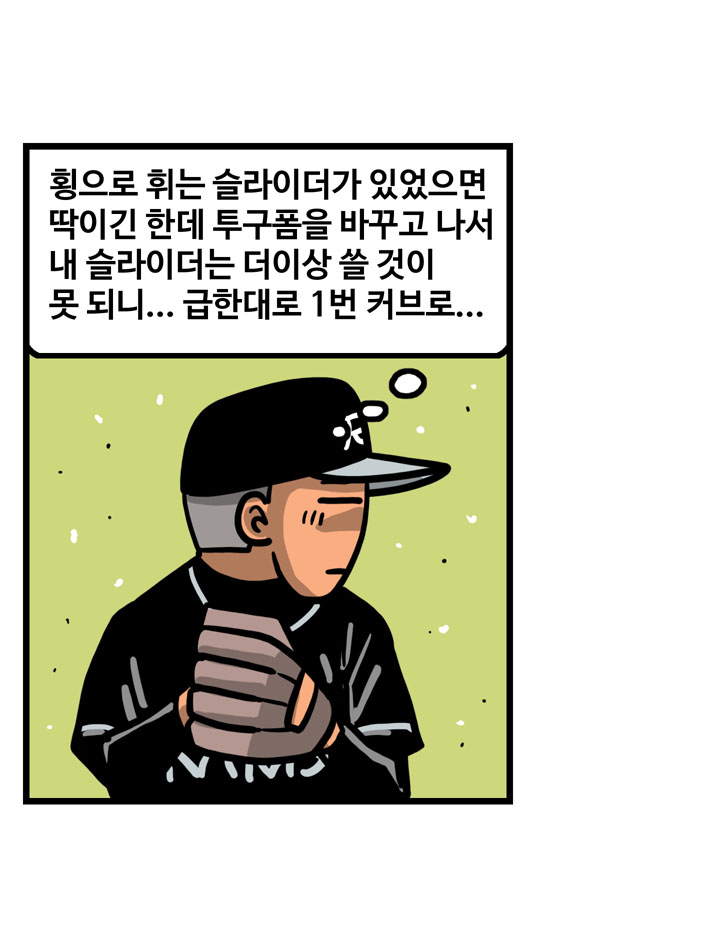 횡으로 휘는 슬라이더가 있었으면
딱이긴 한데 투구폼을 바꾸고 나서
내 슬라이더는 더이상 쓸 것이
못 되니... 급한대로 1번 커브로...